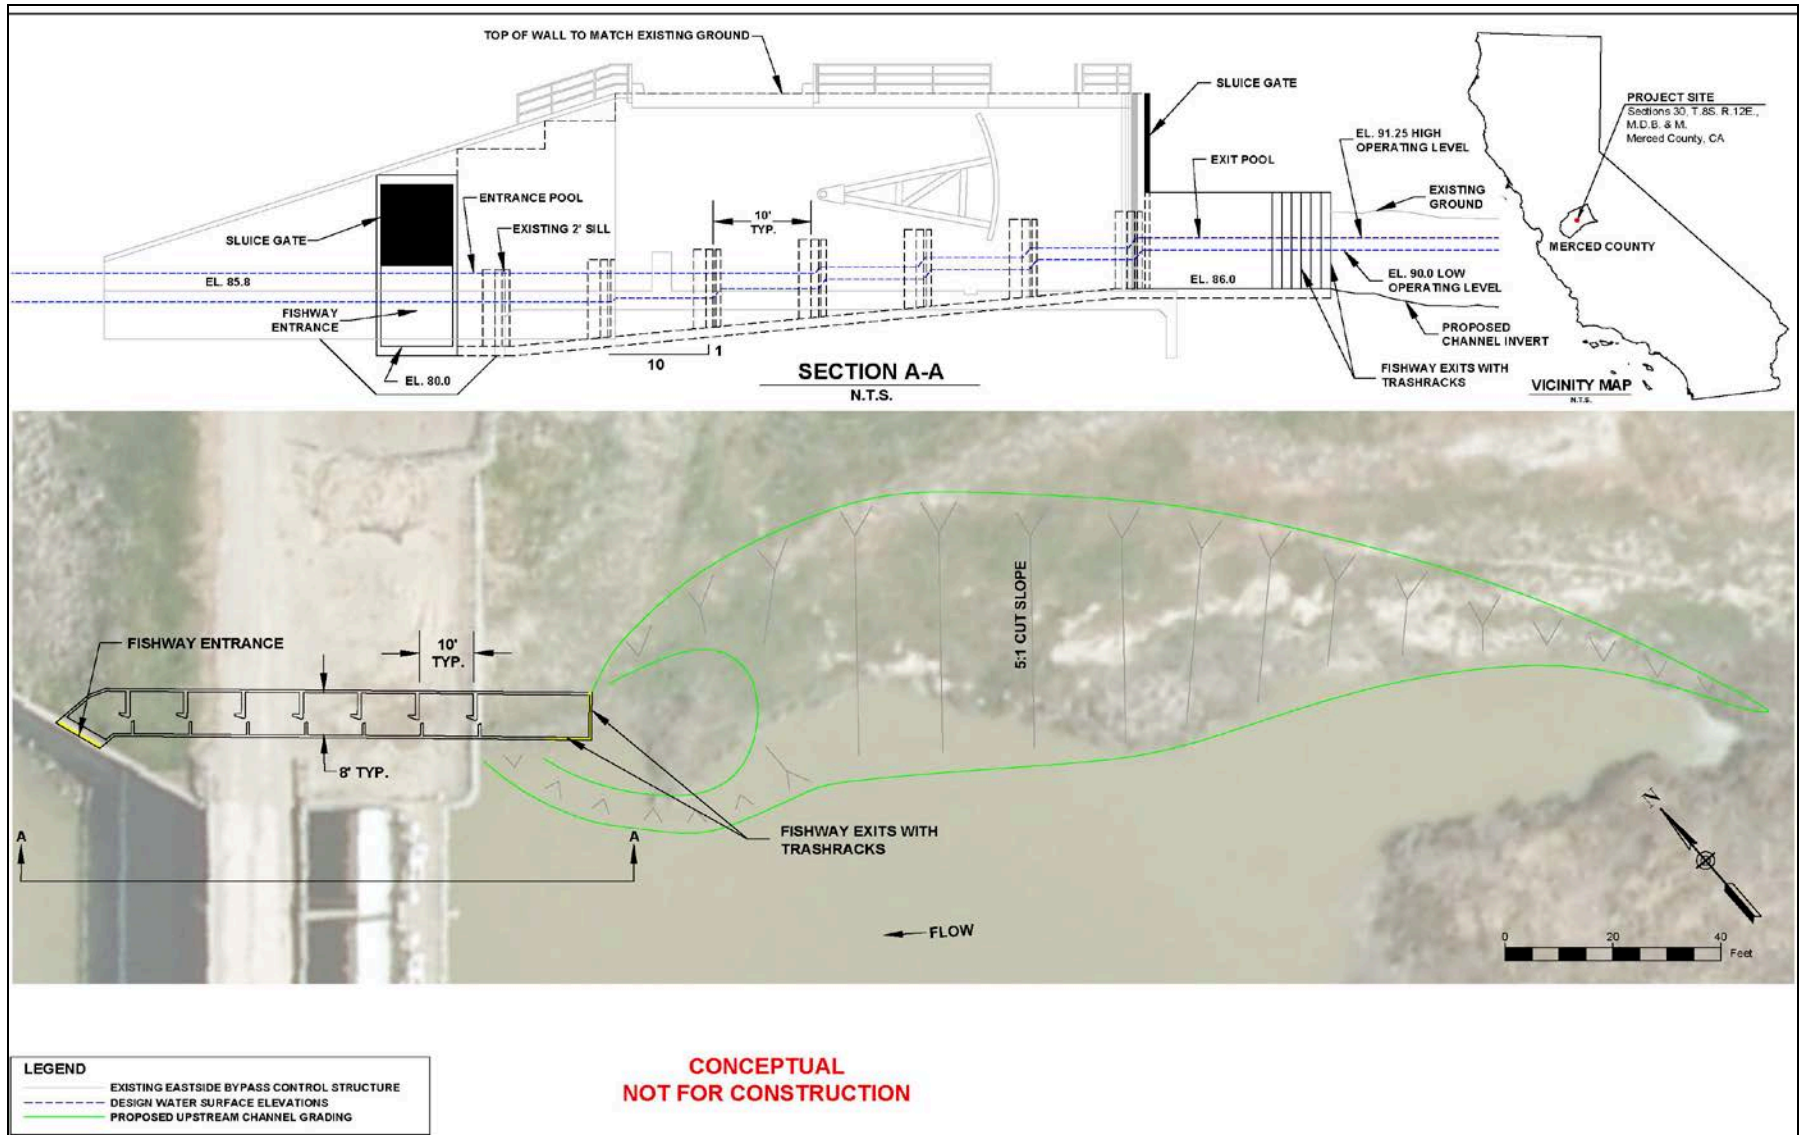 TOP OF WALL TO MATCH EXISTING GROUND
SLUICE GATE
PROJECT SITE
Sections 30, T.8S. R.12E.,
M.D.B. & M.
Merced County, CA
EL. 91.25 HIGH
OPERATING LEVEL
EXIT POOL
EXISTING
GROUND
ENTRANCE POOL
10'
TYP.
EXISTING 2' SILL
SLUICE GATE
MERCED COUNTY
EL. 85.8
EL. 86.0
EL. 90.0 LOW
OPERATING LEVEL
FISHWAY
ENTRANCE
PROPOSED
CHANNEL INVERT
10
1
EL. 80.0
SECTION A-A
N.T.S.
FISHWAY EXITS WITH
TRASHRACKS
VICINITY MAP
N.T.S.
5:1 CUT SLOPE
FISHWAY ENTRANCE
10'
TYP.
8' TYP.
A
A
FISHWAY EXITS WITH
TRASHRACKS
N
FLOW
0 20 40
Feet
LEGEND
EXISTING EASTSIDE BYPASS CONTROL STRUCTURE
DESIGN WATER SURFACE ELEVATIONS
PROPOSED UPSTREAM CHANNEL GRADING
CONCEPTUAL
NOT FOR CONSTRUCTION